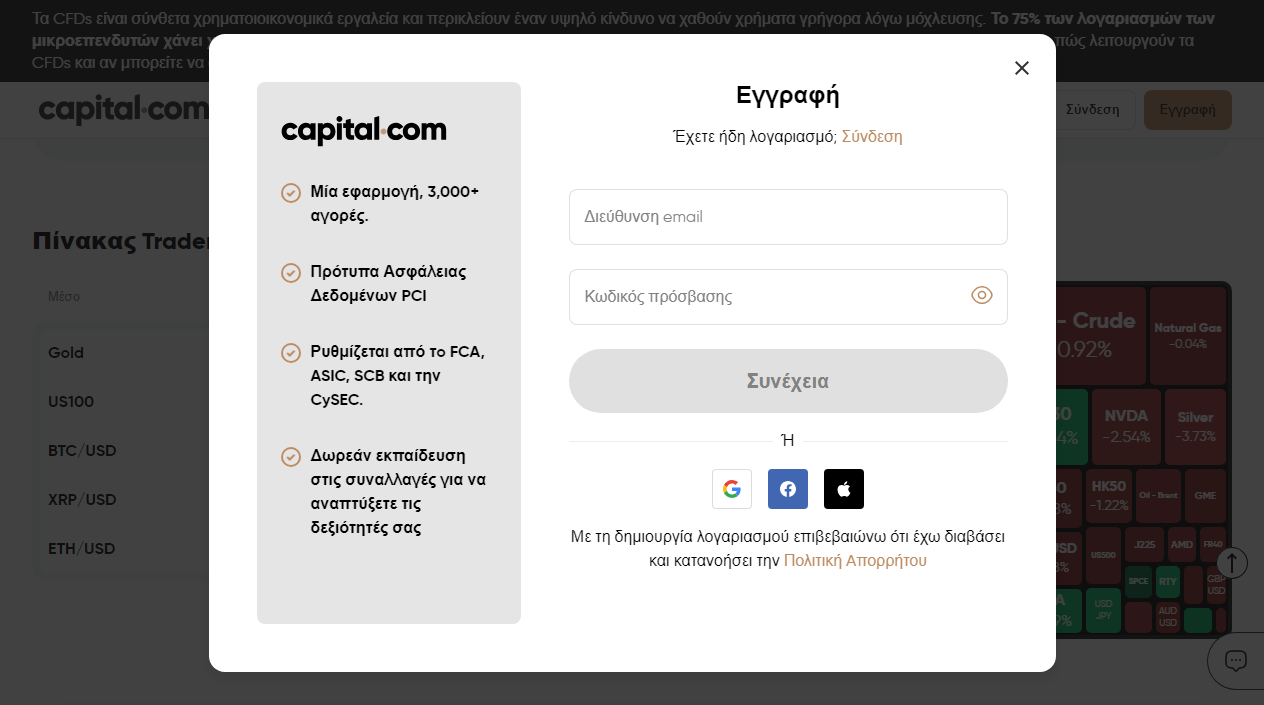 Τα CFDs είναι σύνθετα χρηματοιοικονομικά εργαλεία και περικλείουν έναν υψηλό κίνδυνο να χαθούν χρήματα γρήγορα λόγω μόχλευσης. Το 75% των λογαριασμών των
μικροεπενδυτών χάνει
πώς λειτουργούν τα
CFDs και αν μπορείτε να
capital.com
Σύνδεση
Εγγραφή
capital.com
Μία εφαρμογή, 3,000+
αγορές.
Πρότυπα Ασφάλειας
Δεδομένων PCI
Ρυθμίζεται από το FCA,
ASIC, SCB και την
CySEC.
Δωρεάν εκπαίδευση
στις συναλλαγές για να
αναπτύξετε τις
δεξιότητές σας
Εγγραφή
Έχετε ήδη λογαριασμό; Σύνδεση
Διεύθυνση email
Κωδικός πρόσβασης
Συνέχεια
Ή
Με τη δημιουργία λογαριασμού επιβεβαιώνω ότι έχω διαβάσει
και κατανοήσει την Πολιτική Απορρήτου
Πίνακας Trader
Μέσο
Gold
US100
BTC/USD
XRP/USD
ETH/USD
- Crude
0.92%
Natural Gas
-0.04%
NVDA
-2.54%
Silver
-3.73%
HK50
-1.22%
Oil - Brent
GME
US500
J225
AMD
FR40
SPCE
RTY
GBP
USD
USD
JPY
AUD
USD